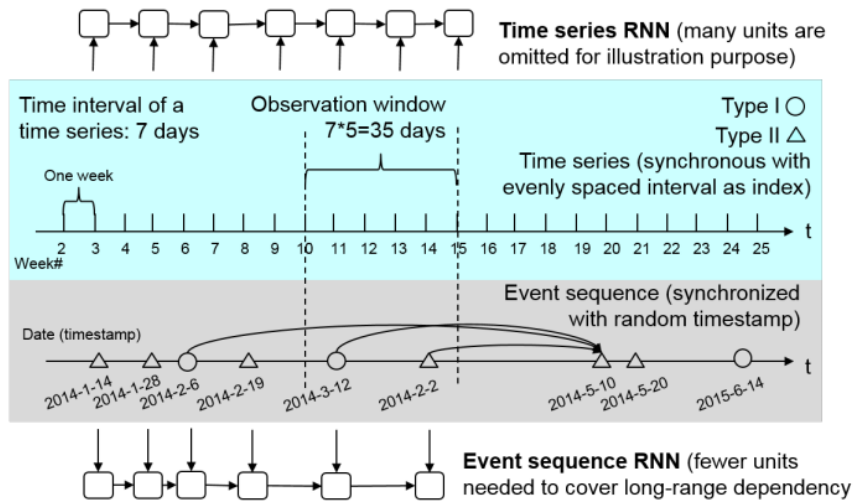 Time series RNN (many units are
omitted for illustration purpose)
Time interval of a
time series: 7 days
Observation window
7*5=35 days
Type I
Type II
Time series (synchronous with
evenly spaced interval as index)
One week
t
2 3 4 5 6 7 8 9 10 11 12 13 14 15 16 17 18 19 20 21 22 23 24 25
Week#
Event sequence (synchronized
with random timestamp)
Date (timestamp)
t
2014-1-14 2014-1-28 2014-2-6 2014-2-19 2014-3-12 2014-2-2 2014-5-10 2014-5-20 2015-6-14
Event sequence RNN (fewer units
needed to cover long-range dependency